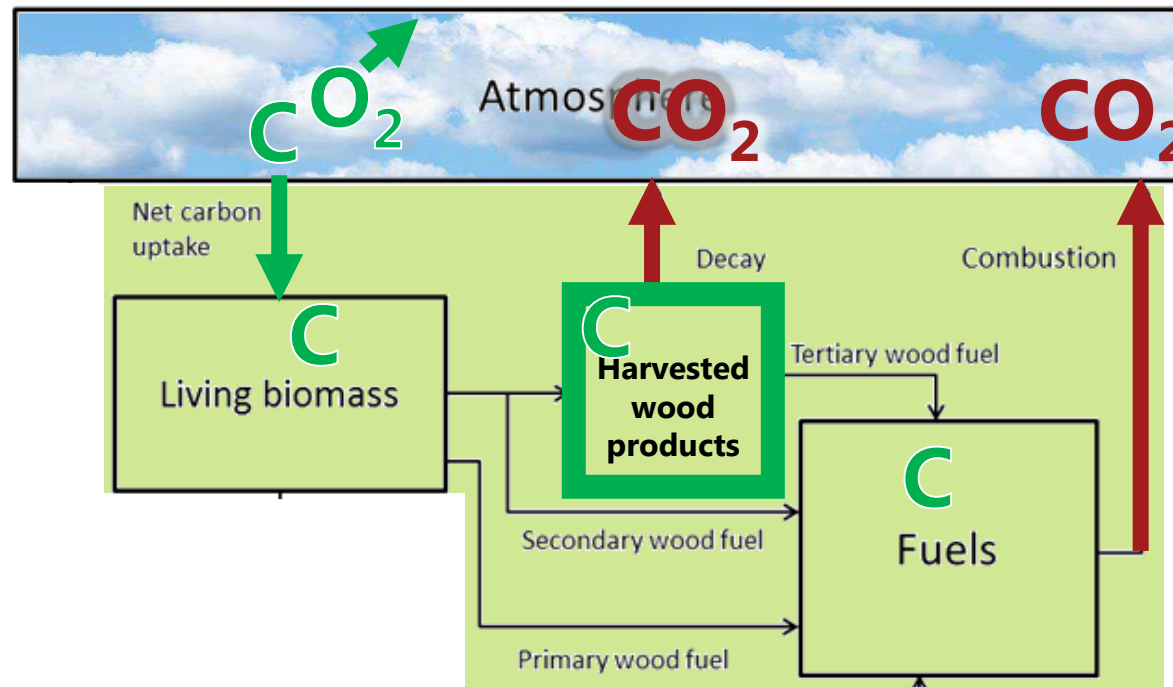 C O₂
Atmosphere
CO₂
CO₂
Net carbon
uptake
Decay
Combustion
C
Living biomass
C
Harvested
wood
products
Tertiary wood fuel
C
Fuels
Secondary wood fuel
Primary wood fuel